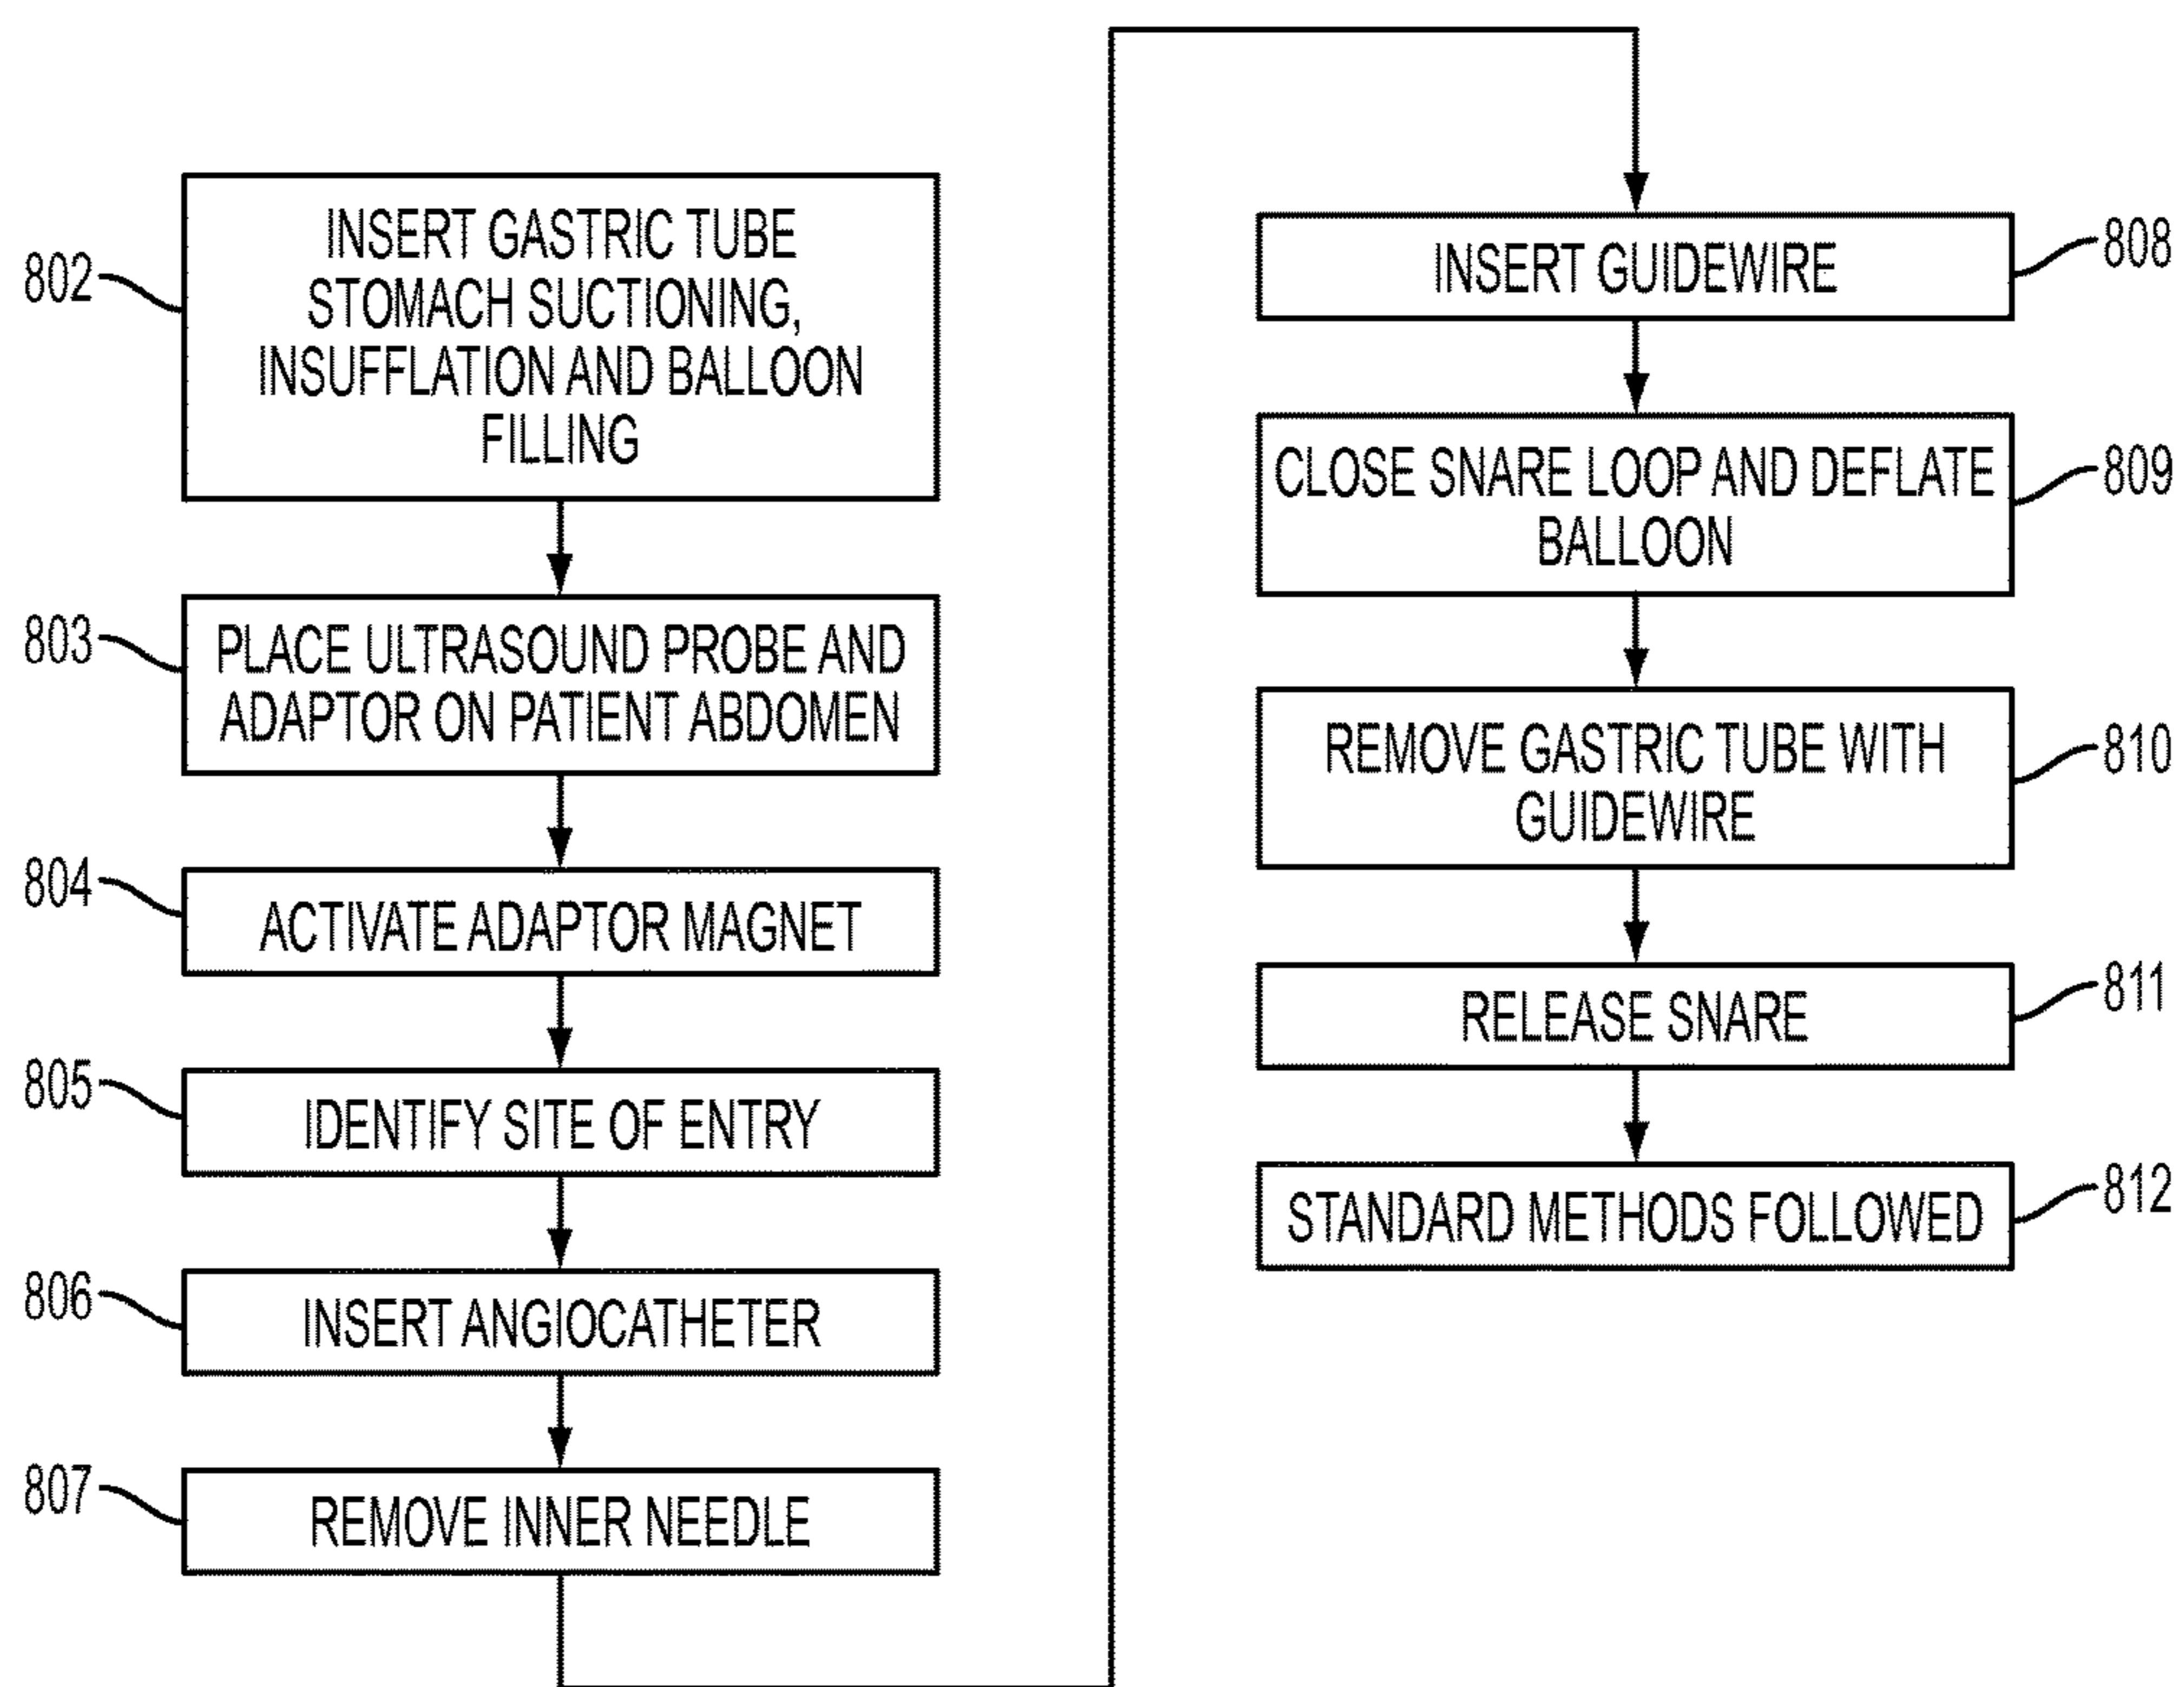 802
INSERT GASTRIC TUBE
STOMACH SUCTIONING,
INSUFFLATION AND BALLOON
FILLING
803
PLACE ULTRASOUND PROBE AND
ADAPTOR ON PATIENT ABDOMEN
804
ACTIVATE ADAPTOR MAGNET
805
IDENTIFY SITE OF ENTRY
806
INSERT ANGIOCATHETER
807
REMOVE INNER NEEDLE
INSERT GUIDEWIRE
808
CLOSE SNARE LOOP AND DEFLATE
BALLOON
809
REMOVE GASTRIC TUBE WITH
GUIDEWIRE
810
RELEASE SNARE
811
STANDARD METHODS FOLLOWED
812